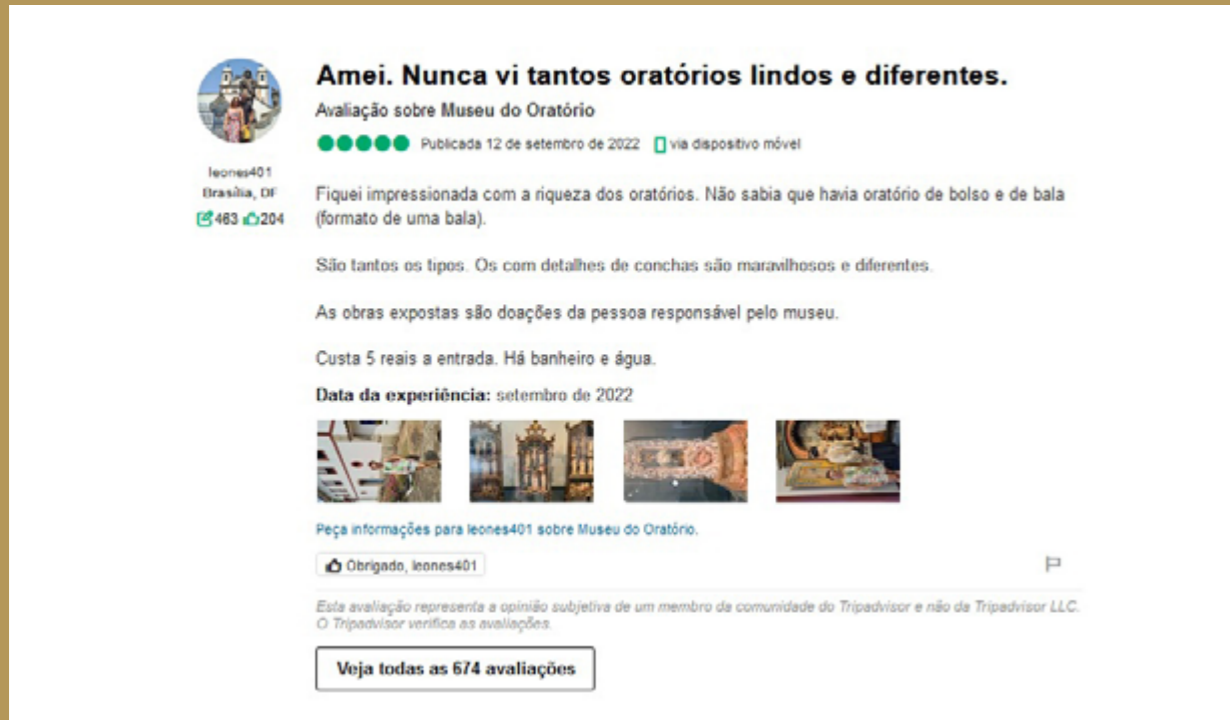 Amei. Nunca vi tantos oratórios lindos e diferentes.
Avaliação sobre Museu do Oratório
Publicada 12 de setembro de 2022 via dispositivo móvel
leones401
Brasília, DF
463 204
Fiquei impressionada com a riqueza dos oratórios. Não sabia que havia oratório de bolso e de bala
(formato de uma bala).
São tantos os tipos. Os com detalhes de conchas são maravilhosos e diferentes.
As obras expostas são doações da pessoa responsável pelo museu.
Custa 5 reais a entrada. Há banheiro e água.
Data da experiência: setembro de 2022
Peça informações para leones401 sobre Museu do Oratório.
Obrigado, leones401
Esta avaliação representa a opinião subjetiva de um membro da comunidade do Tripadvisor e não da Tripadvisor LLC.
O Tripadvisor verifica as avaliações.
Veja todas as 674 avaliações